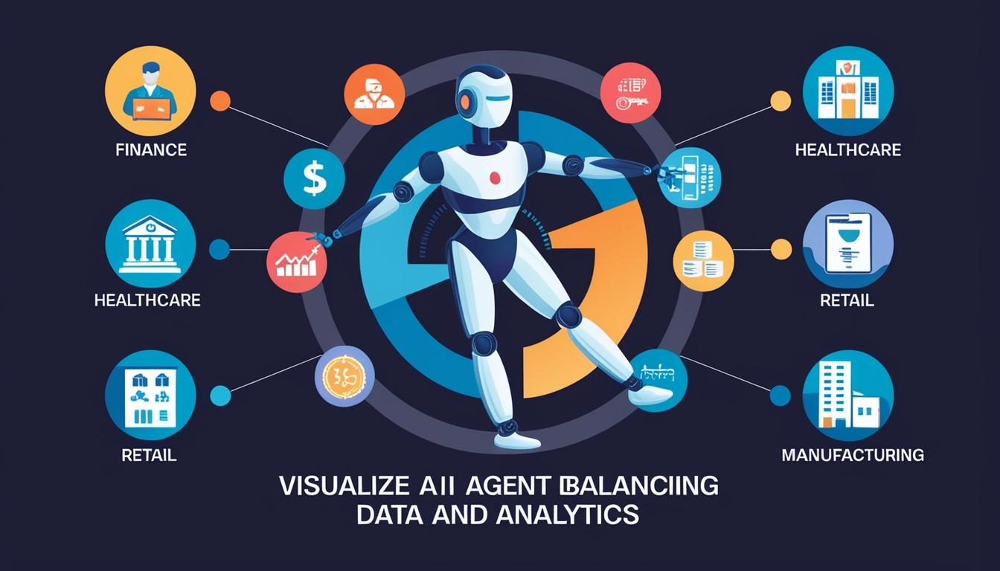 FINANCE
HEALTHCARE
RETAIL
$
HEALTHCARE
RETAIL
MANUFACTURING
VISUALIZE AII AGENT BALANCIING
DATA AND ANALYTICS